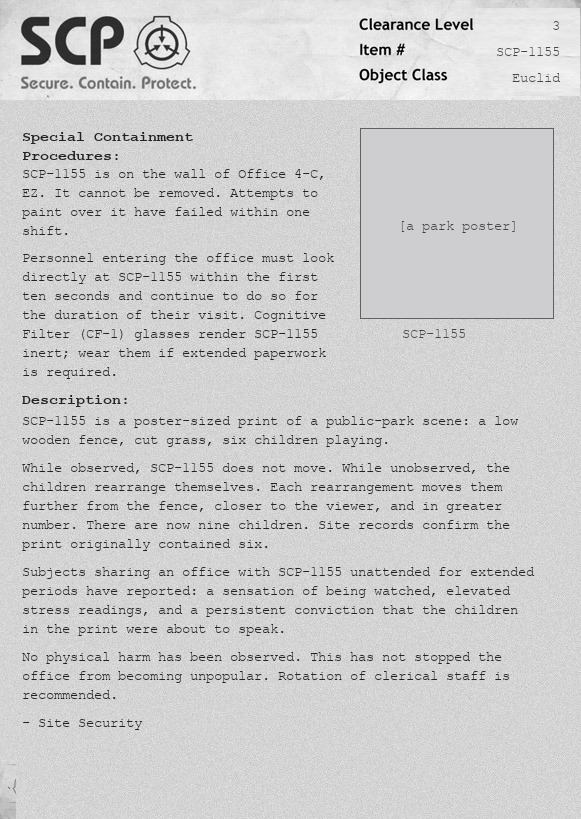 SCP
Secure. Contain. Protect.
Clearance Level 3
Item # SCP-1155
Object Class Euclid
Special Containment
Procedures:
SCP-1155 is on the wall of Office 4-C,
EZ. It cannot be removed. Attempts to
paint over it have failed within one
shift.
Personnel entering the office must look
directly at SCP-1155 within the first
ten seconds and continue to do so for
the duration of their visit. Cognitive
Filter (CF-1) glasses render SCP-1155
inert; wear them if extended paperwork
is required.
[a park poster]
SCP-1155
Description:
SCP-1155 is a poster-sized print of a public-park scene: a low
wooden fence, cut grass, six children playing.
While observed, SCP-1155 does not move. While unobserved, the
children rearrange themselves. Each rearrangement moves them
further from the fence, closer to the viewer, and in greater
number. There are now nine children. Site records confirm the
print originally contained six.
Subjects sharing an office with SCP-1155 unattended for extended
periods have reported: a sensation of being watched, elevated
stress readings, and a persistent conviction that the children
in the print were about to speak.
No physical harm has been observed. This has not stopped the
office from becoming unpopular. Rotation of clerical staff is
recommended.
- Site Security